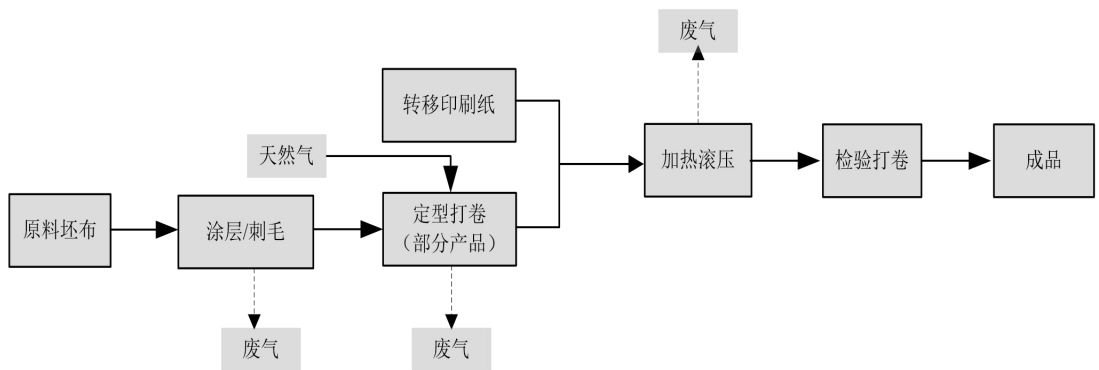 废气
转移印刷纸
天然气
加热滚压
检验打卷
成品
原料坯布
涂层/刺毛
定型打卷
（部分产品）
废气
废气